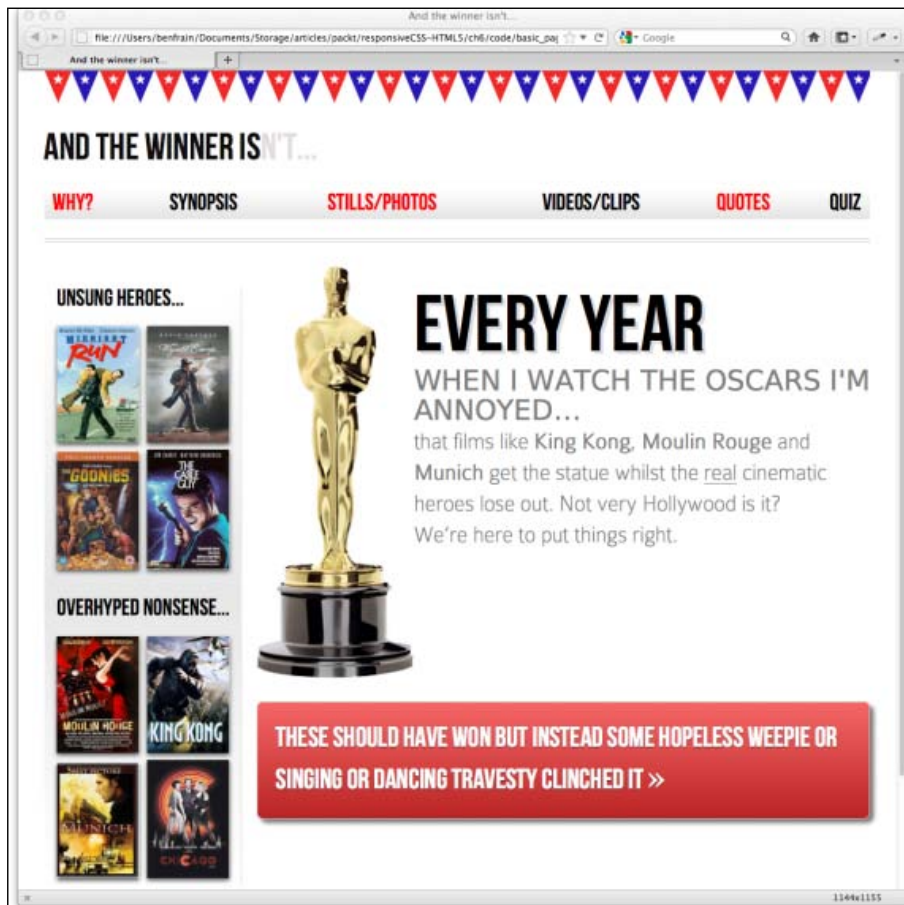 And the winner isn't...
file:///Users/benfrain/Documents/Storage/articles/packt/responsiveCSS-HTML5/ch6/code/basic_pag
Google
And the winner isn't...
AND THE WINNER ISN'T...
WHY?
SYNOPSIS
STILLS/PHOTOS
VIDEOS/CLIPS
QUOTES
QUIZ
UNSUNG HEROES...
MIDNIGHT
RUN
THE GOONIES
THE
CABLE
GUY
EVERY YEAR
WHEN I WATCH THE OSCARS I'M
ANNOYED...
that films like King Kong, Moulin Rouge and
Munich get the statue whilst the real cinematic
heroes lose out. Not very Hollywood is it?
We're here to put things right.
OVERHYPED NONSENSE...
MOULIN ROUGE
KING KONG
MUNICH
CHICAGO
THESE SHOULD HAVE WON BUT INSTEAD SOME HOPELESS WEEPIE OR
SINGING OR DANCING TRAVESTY CLINCHED IT »
1144x1155